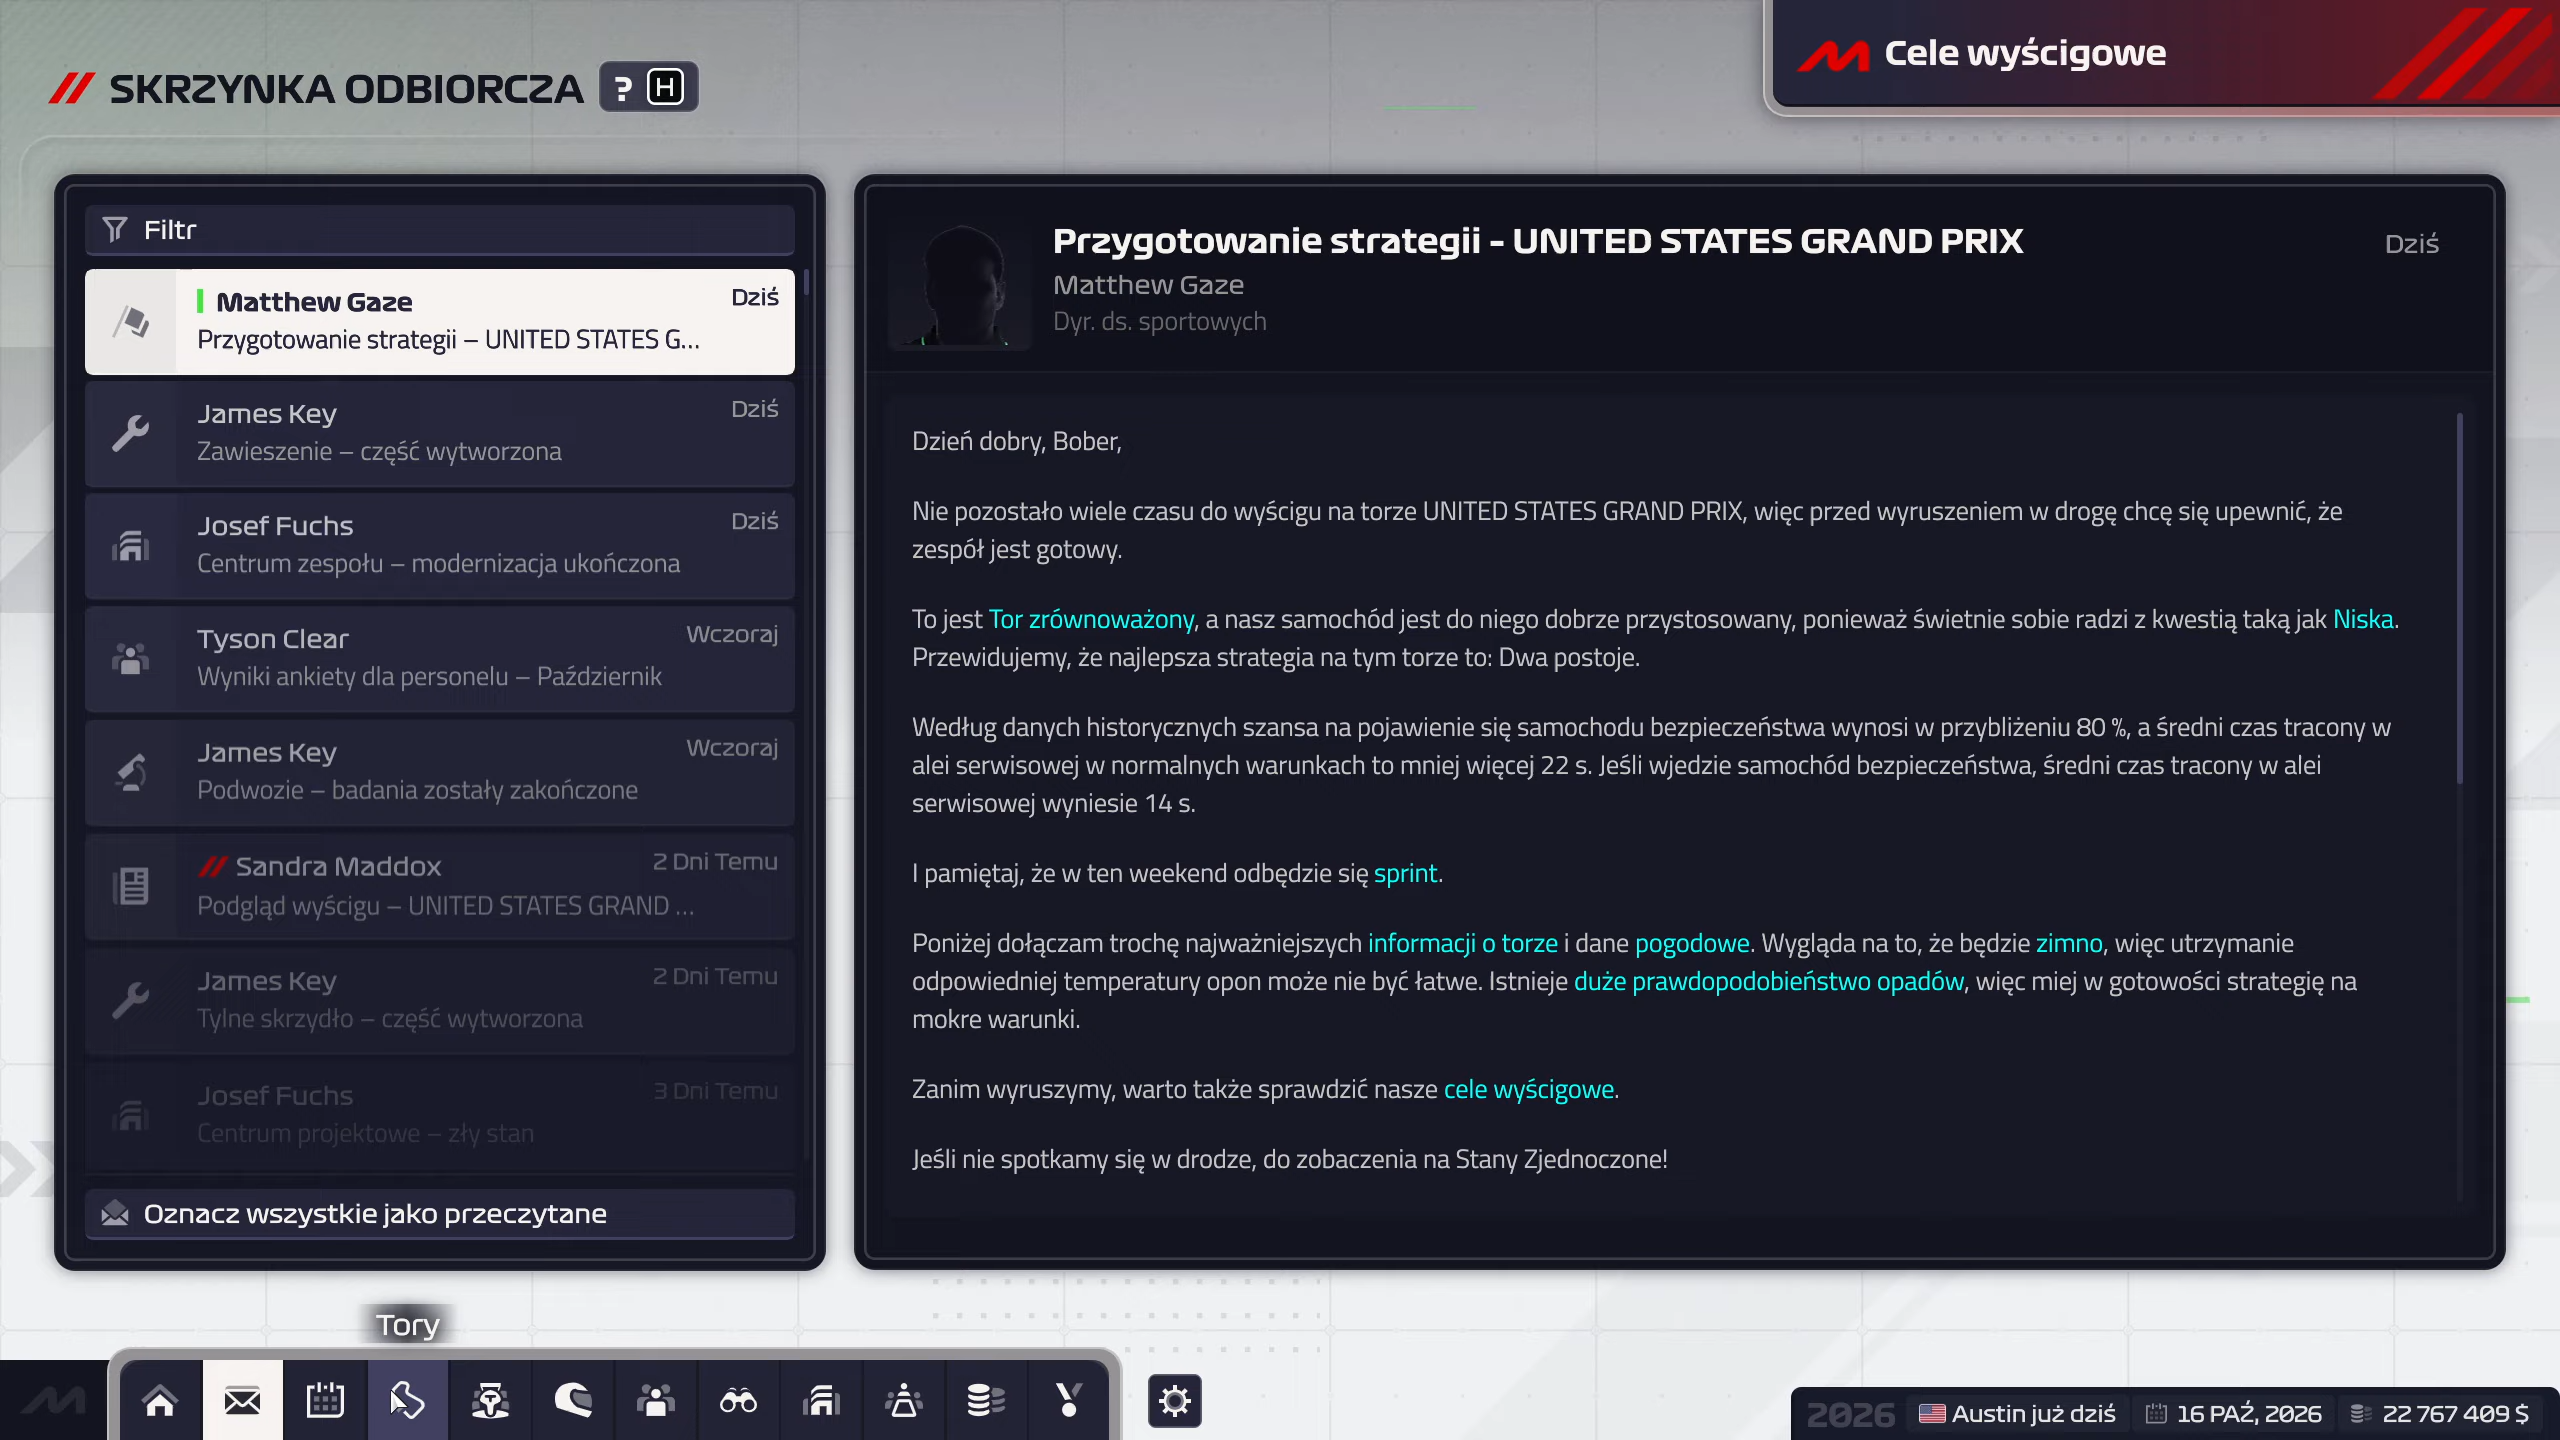 SKRZYNKA ODBIORCZA ? H
Cele wyścigowe
Filtr
Matthew Gaze Dziś
Przygotowanie strategii – UNITED STATES G...
James Key Dziś
Zawieszenie – część wytworzona
Josef Fuchs Dziś
Centrum zespołu – modernizacja ukończona
Tyson Clear Wczoraj
Wyniki ankiety dla personelu – Październik
James Key Wczoraj
Podwozie – badania zostały zakończone
Sandra Maddox 2 Dni Temu
Podgląd wyścigu – UNITED STATES GRAND ...
James Key 2 Dni Temu
Tylne skrzydło – część wytworzona
Josef Fuchs 3 Dni Temu
Centrum projektowe – zły stan
Oznacz wszystkie jako przeczytane
Przygotowanie strategii - UNITED STATES GRAND PRIX Dziś
Matthew Gaze
Dyr. ds. sportowych
Dzień dobry, Bober,
Nie pozostało wiele czasu do wyścigu na torze UNITED STATES GRAND PRIX, więc przed wyruszeniem w drogę chcę się upewnić, że
zespół jest gotowy.
To jest Tor zrównoważony, a nasz samochód jest do niego dobrze przystosowany, ponieważ świetnie sobie radzi z kwestią taką jak Niska.
Przewidujemy, że najlepsza strategia na tym torze to: Dwa postoje.
Według danych historycznych szansa na pojawienie się samochodu bezpieczeństwa wynosi w przybliżeniu 80 %, a średni czas tracony w
alei serwisowej w normalnych warunkach to mniej więcej 22 s. Jeśli wjedzie samochód bezpieczeństwa, średni czas tracony w alei
serwisowej wyniesie 14 s.
I pamiętaj, że w ten weekend odbędzie się sprint.
Poniżej dołączam trochę najważniejszych informacji o torze i dane pogodowe. Wygląda na to, że będzie zimno, więc utrzymanie
odpowiedniej temperatury opon może nie być łatwe. Istnieje duże prawdopodobieństwo opadów, więc miej w gotowości strategię na
mokre warunki.
Zanim wyruszymy, warto także sprawdzić nasze cele wyścigowe.
Jeśli nie spotkamy się w drodze, do zobaczenia na Stany Zjednoczone!
Tory
2026 Austin już dziś 16 PAŹ, 2026 22 767 409 $